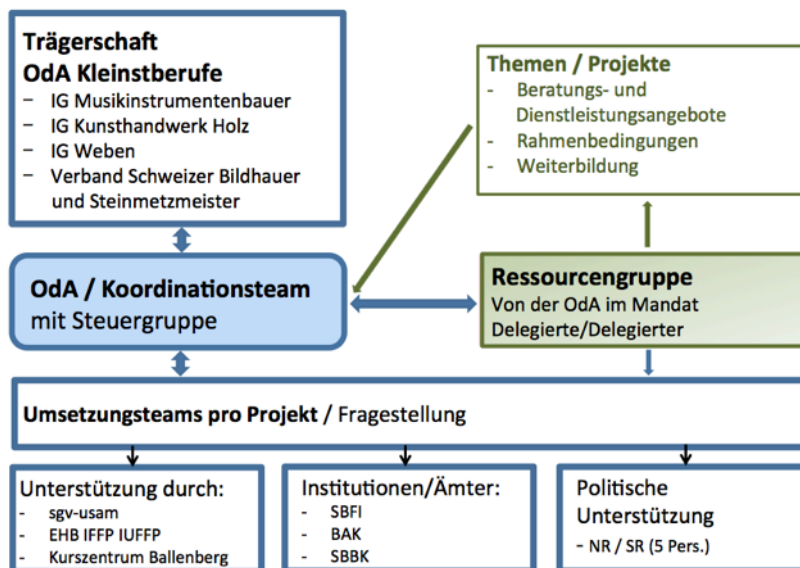 Trägerschaft
OdA Kleinstberufe
– IG Musikinstrumentenbauer
– IG Kunsthandwerk Holz
– IG Weben
– Verband Schweizer Bildhauer
und Steinmetzmeister
Themen / Projekte
- Beratungs- und
Dienstleistungsangebote
- Rahmenbedingungen
- Weiterbildung
OdA / Koordinationsteam
mit Steuergruppe
Ressourcengruppe
Von der OdA im Mandat
Delegierte/Delegierter
Umsetzungsteams pro Projekt / Fragestellung
Unterstützung durch:
- sgv-usam
- EHB IFFP IUFFP
- Kurszentrum Ballenberg
Institutionen/Ämter:
- SBFI
- BAK
- SBBK
Politische
Unterstützung
- NR / SR (5 Pers.)